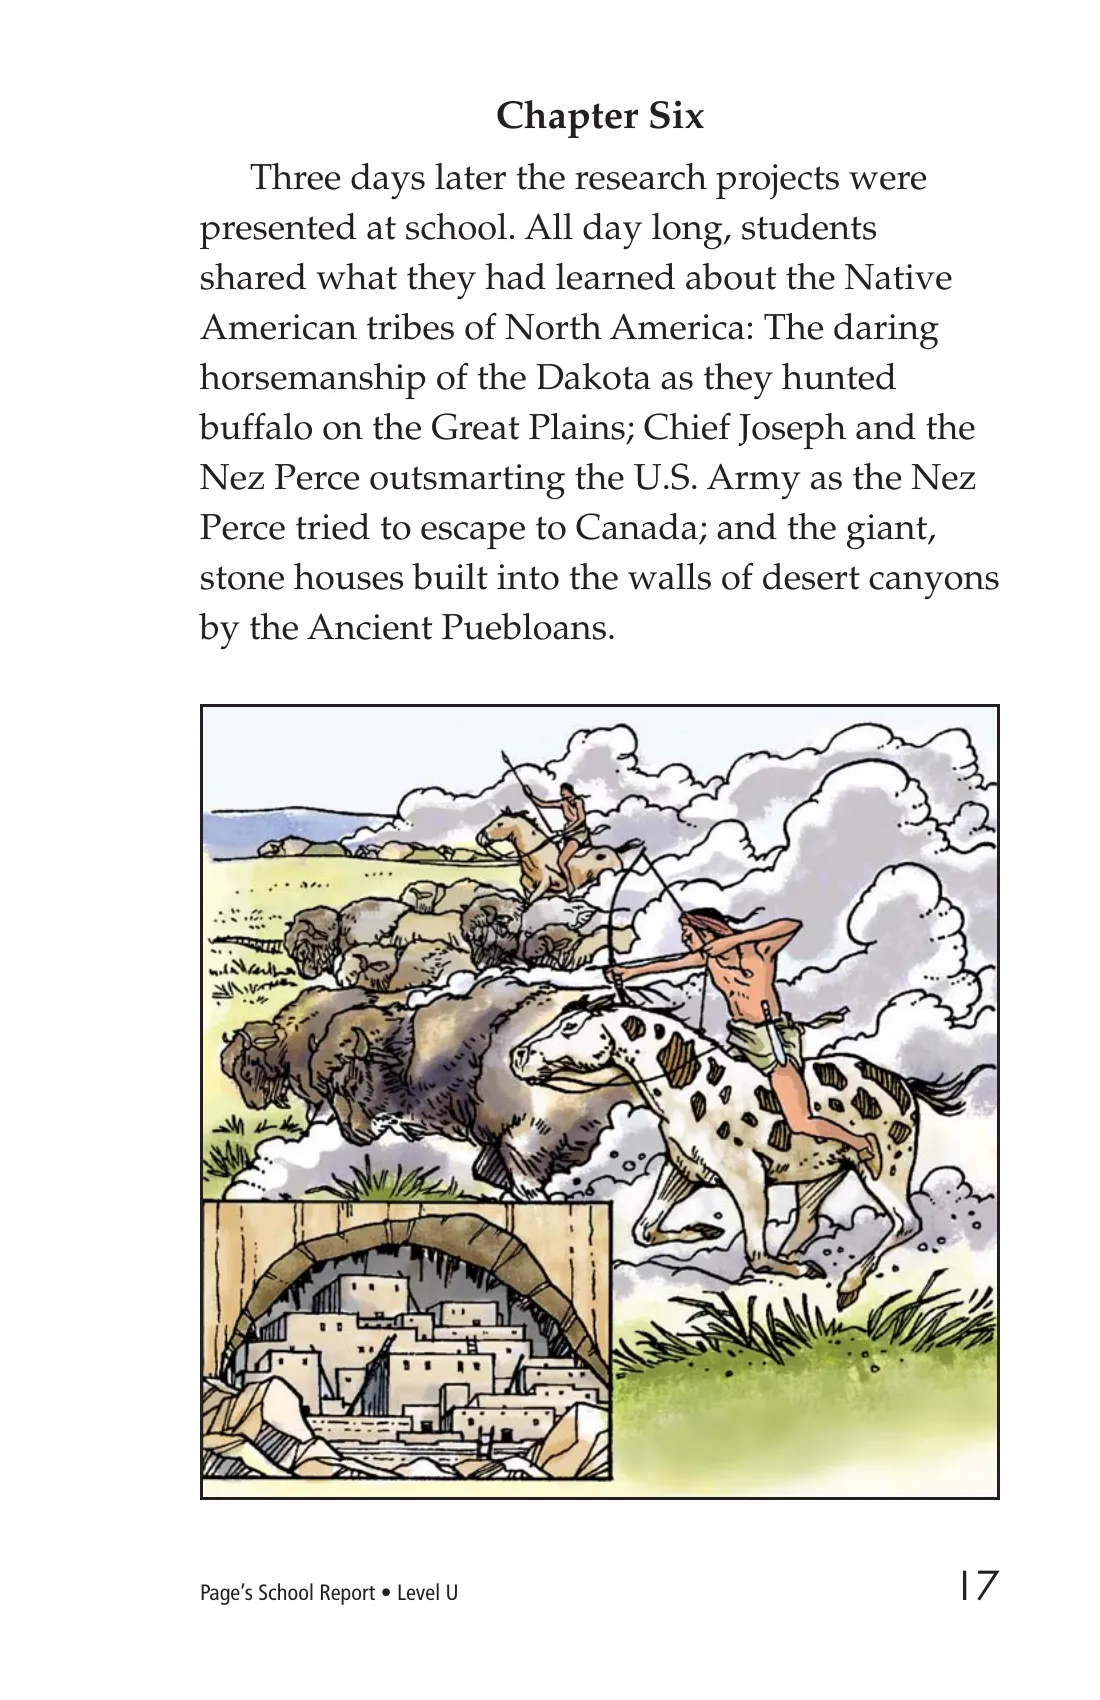 Chapter Six
Three days later the research projects were
presented at school. All day long, students
shared what they had learned about the Native
American tribes of North America: The daring
horsemanship of the Dakota as they hunted
buffalo on the Great Plains; Chief Joseph and the
Nez Perce outsmarting the U.S. Army as the Nez
Perce tried to escape to Canada; and the giant,
stone houses built into the walls of desert canyons
by the Ancient Puebloans.
Page’s School Report • Level U
17